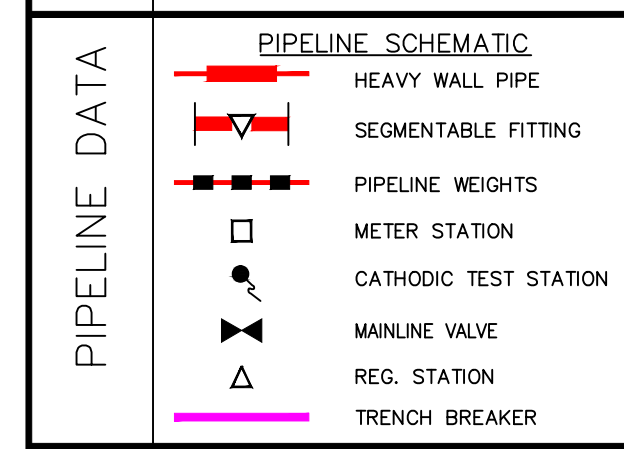 PIPELINE DATA
PIPELINE SCHEMATIC
HEAVY WALL PIPE
SEGMENTABLE FITTING
PIPELINE WEIGHTS
METER STATION
CATHODIC TEST STATION
MAINLINE VALVE
REG. STATION
TRENCH BREAKER